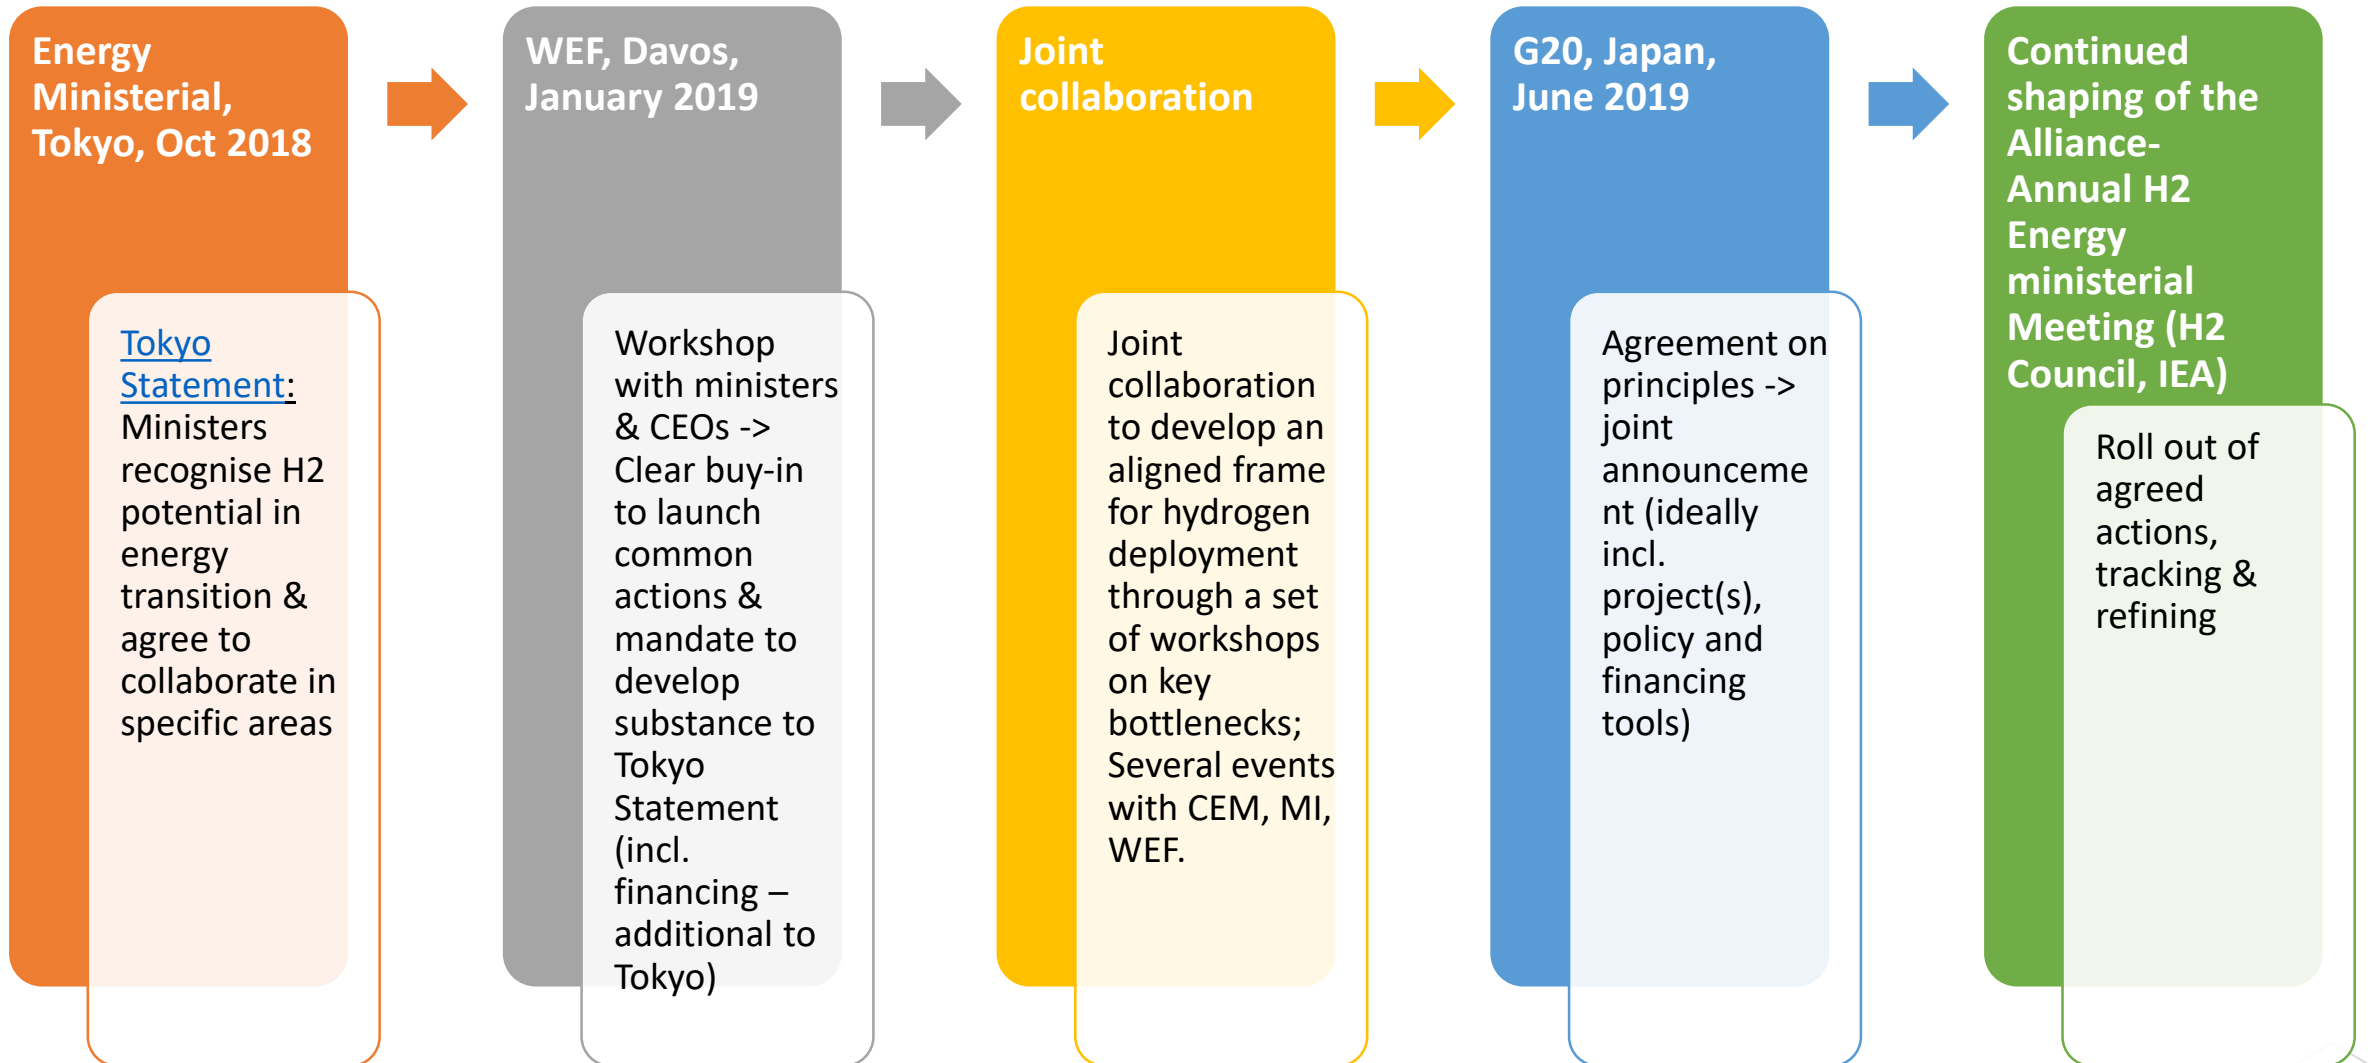 Energy
Ministerial,
Tokyo, Oct 2018
Tokyo
Statement:
Ministers
recognise H2
potential in
energy
transition &
agree to
collaborate in
specific areas
WEF, Davos,
January 2019
Workshop
with ministers
& CEOs ->
Clear buy-in
to launch
common
actions &
mandate to
develop
substance to
Tokyo
Statement
(incl.
financing –
additional to
Tokyo)
Joint
collaboration
Joint
collaboration
to develop an
aligned frame
for hydrogen
deployment
through a set
of workshops
on key
bottlenecks;
Several events
with CEM, MI,
WEF.
G20, Japan,
June 2019
Agreement on
principles ->
joint
announceme
nt (ideally
incl.
project(s),
policy and
financing
tools)
Continued
shaping of the
Alliance-
Annual H2
Energy
ministerial
Meeting (H2
Council, IEA)
Roll out of
agreed
actions,
tracking &
refining